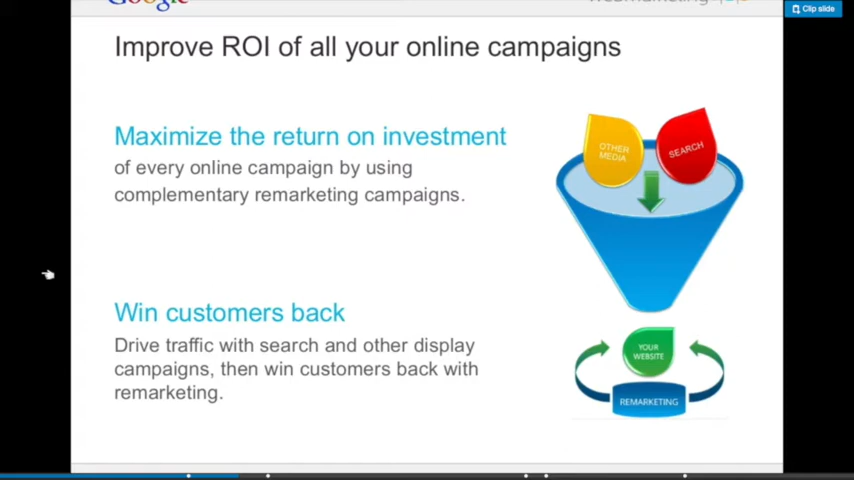 Google
Clip slide
Improve ROI of all your online campaigns
Maximize the return on investment
of every online campaign by using
complementary remarketing campaigns.
OTHER
MEDIA
SEARCH
Win customers back
Drive traffic with search and other display
campaigns, then win customers back with
remarketing.
YOUR
WEBSITE
REMARKETING